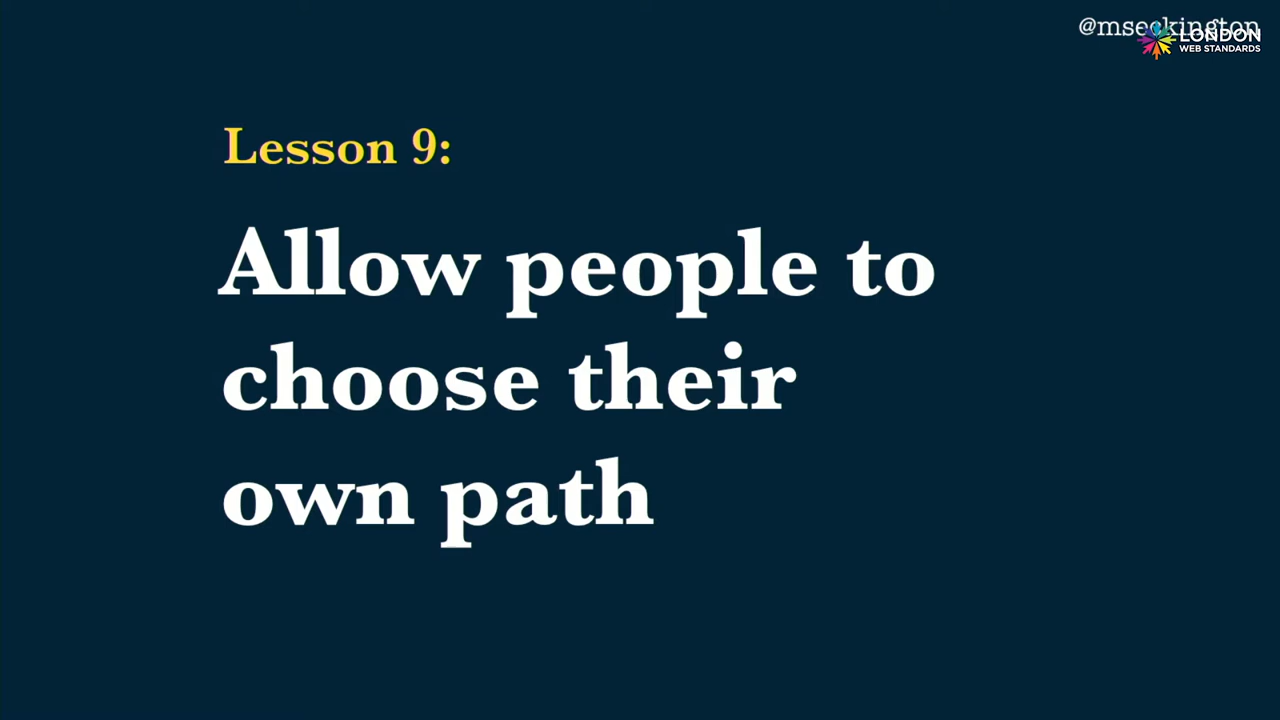 @mseckington
LONDON
WEB STANDARDS
Lesson 9:
Allow people to
choose their
own path